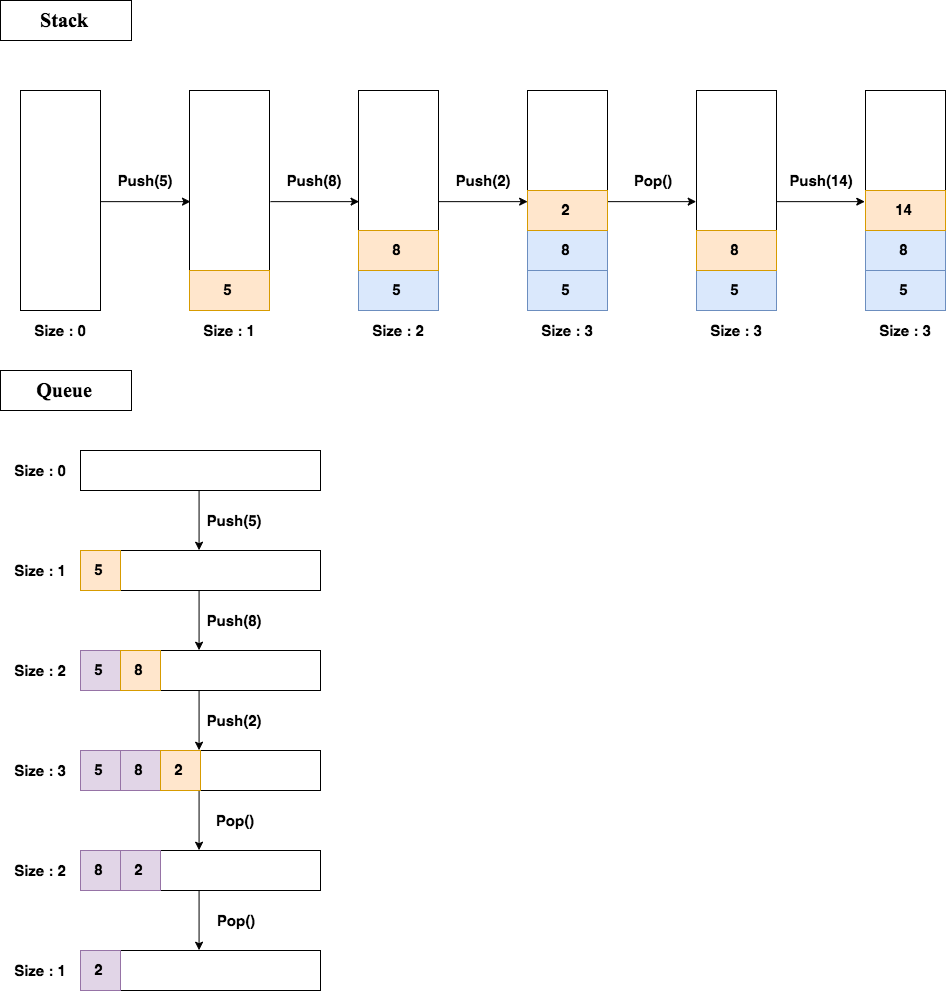 Stack
Push(5)
Push(8)
Push(2)
Pop()
Push(14)
2
14
8
8
8
8
5
5
5
5
5
Size : 0
Size : 1
Size : 2
Size : 3
Size : 3
Size : 3
Queue
Size : 0
Push(5)
Size : 1
5
Push(8)
Size : 2
5 8
Push(2)
Size : 3
5 8 2
Pop()
Size : 2
8 2
Pop()
Size : 1
2